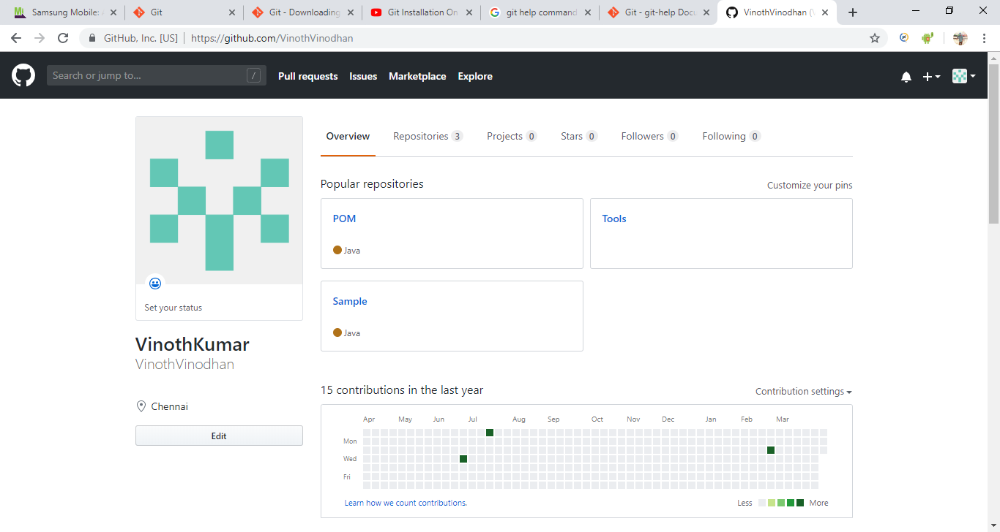 Samsung Mobile:
Git
Git - Downloading
Git Installation On
git help command
Git - git-help Docu
VinothVinodhan (V
GitHub, Inc. [US] https://github.com/VinothVinodhan
Search or jump to... / Pull requests Issues Marketplace Explore
Overview Repositories 3 Projects 0 Stars 0 Followers 0 Following 0
Popular repositories Customize your pins
POM
Java
Tools
Sample
Java
Set your status
VinothKumar
VinothVinodhan
Chennai
Edit
15 contributions in the last year Contribution settings
Apr May Jun Jul Aug Sep Oct Nov Dec Jan Feb Mar
Mon
Wed
Fri
Learn how we count contributions. Less More